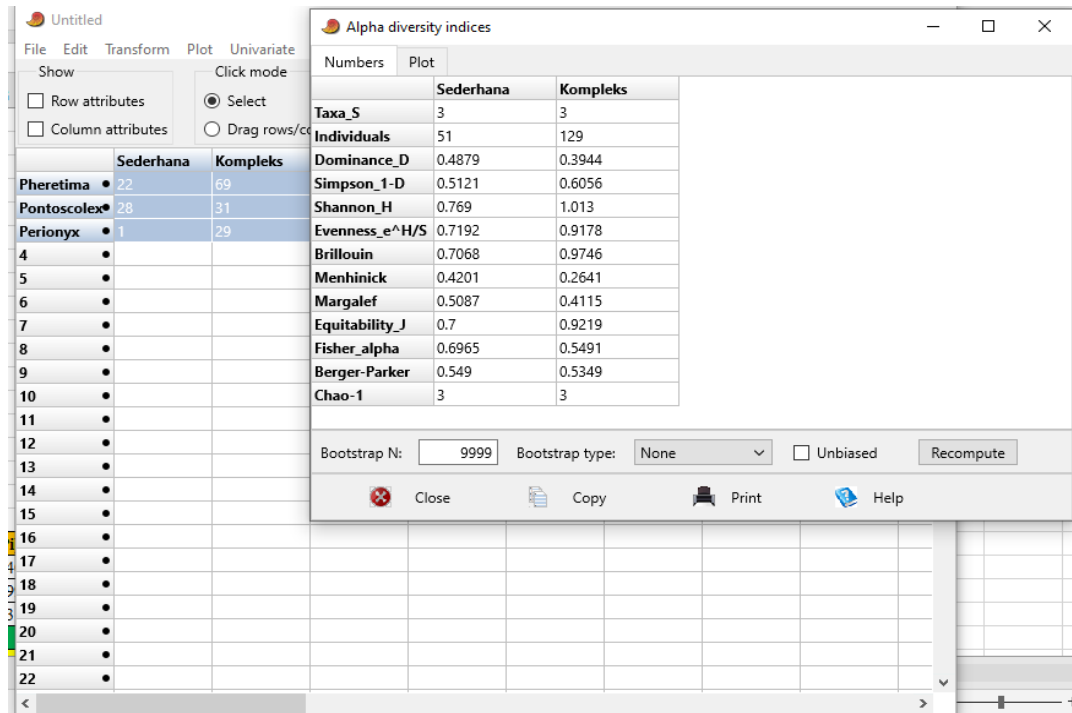 Untitled
File Edit Transform Plot Univariate
Show Click mode
Row attributes Select
Column attributes
Drag rows/co
Sederhana Kompleks
Pheretima 22 69
Pontoscolex 28 31
Perionyx 1 29
4
5
6
7
8
9
10
11
12
13
14
15
16
17
18
19
20
21
22
Alpha diversity indices
Numbers Plot
Sederhana Kompleks
Taxa_S 3 3
Individuals 51 129
Dominance_D 0.4879 0.3944
Simpson_1-D 0.5121 0.6056
Shannon_H 0.769 1.013
Evenness_e^H/S 0.7192 0.9178
Brillouin 0.7068 0.9746
Menhinick 0.4201 0.2641
Margalef 0.5087 0.4115
Equitability_J 0.7 0.9219
Fisher_alpha 0.6965 0.5491
Berger-Parker 0.549 0.5349
Chao-1 3 3
Bootstrap N: 9999 Bootstrap type: None Unbiased Recompute
Close Copy Print Help